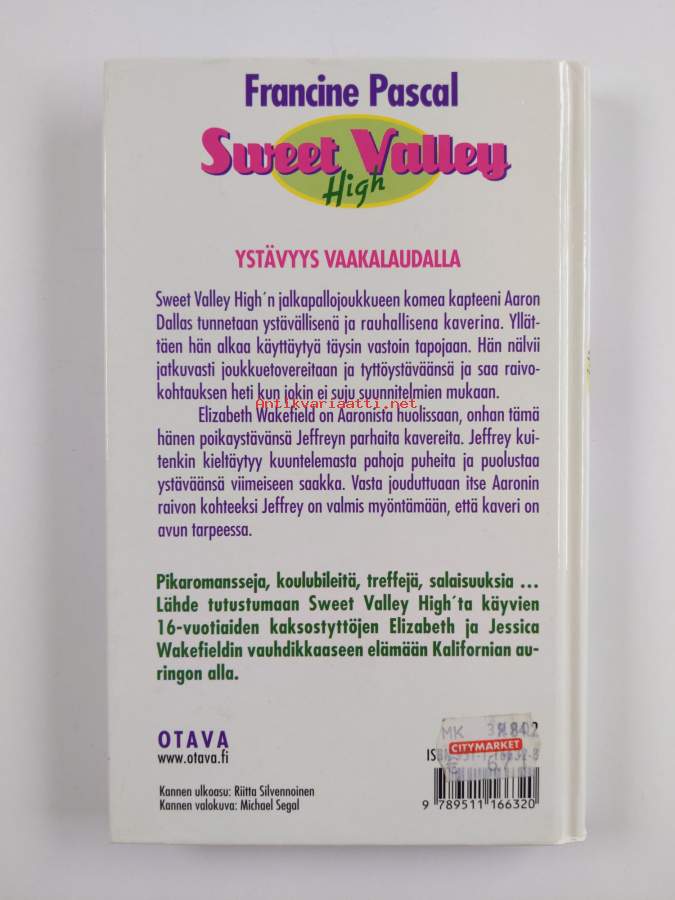 Francine Pascal
Sweet Valley
High
YSTÄVYYS VAAKALAUDALLA
Sweet Valley High´n jalkapallojoukkueen komea kapteeni Aaron
Dallas tunnetaan ystävällisenä ja rauhallisena kaverina. Yllät-
täen hän alkaa käyttäytyä täysin vastoin tapojaan. Hän nälvii
jatkuvasti joukkuetovereitaan ja tyttöystäväänsä ja saa raivo-
kohtauksen heti kun jokin ei suju suunnitelmien mukaan.
Antikvariaatti.net
Elizabeth Wakefield on Aaronista huolissaan, onhan tämä
hänen poikaystävänsä Jeffreyn parhaita kavereita. Jeffrey kui-
tenkin kieltäytyy kuuntelemasta pahoja puheita ja puolustaa
ystäväänsä viimeiseen saakka. Vasta jouduttuaan itse Aaronin
raivon kohteeksi Jeffrey on valmis myöntämään, että kaveri on
avun tarpeessa.
Pikaromansseja, koulubileitä, treffejä, salaisuuksia ...
Lähde tutustumaan Sweet Valley High´ta käyvien
16-vuotiaiden kaksostyttöjen Elizabeth ja Jessica
Wakefieldin vauhdikkaaseen elämään Kalifornian au-
ringon alla.
OTAVA
www.otava.fi
MK
CITYMARKET
9 789511 166320
Kannen ulkoasu: Riitta Silvennoinen
Kannen valokuva: Michael Segal